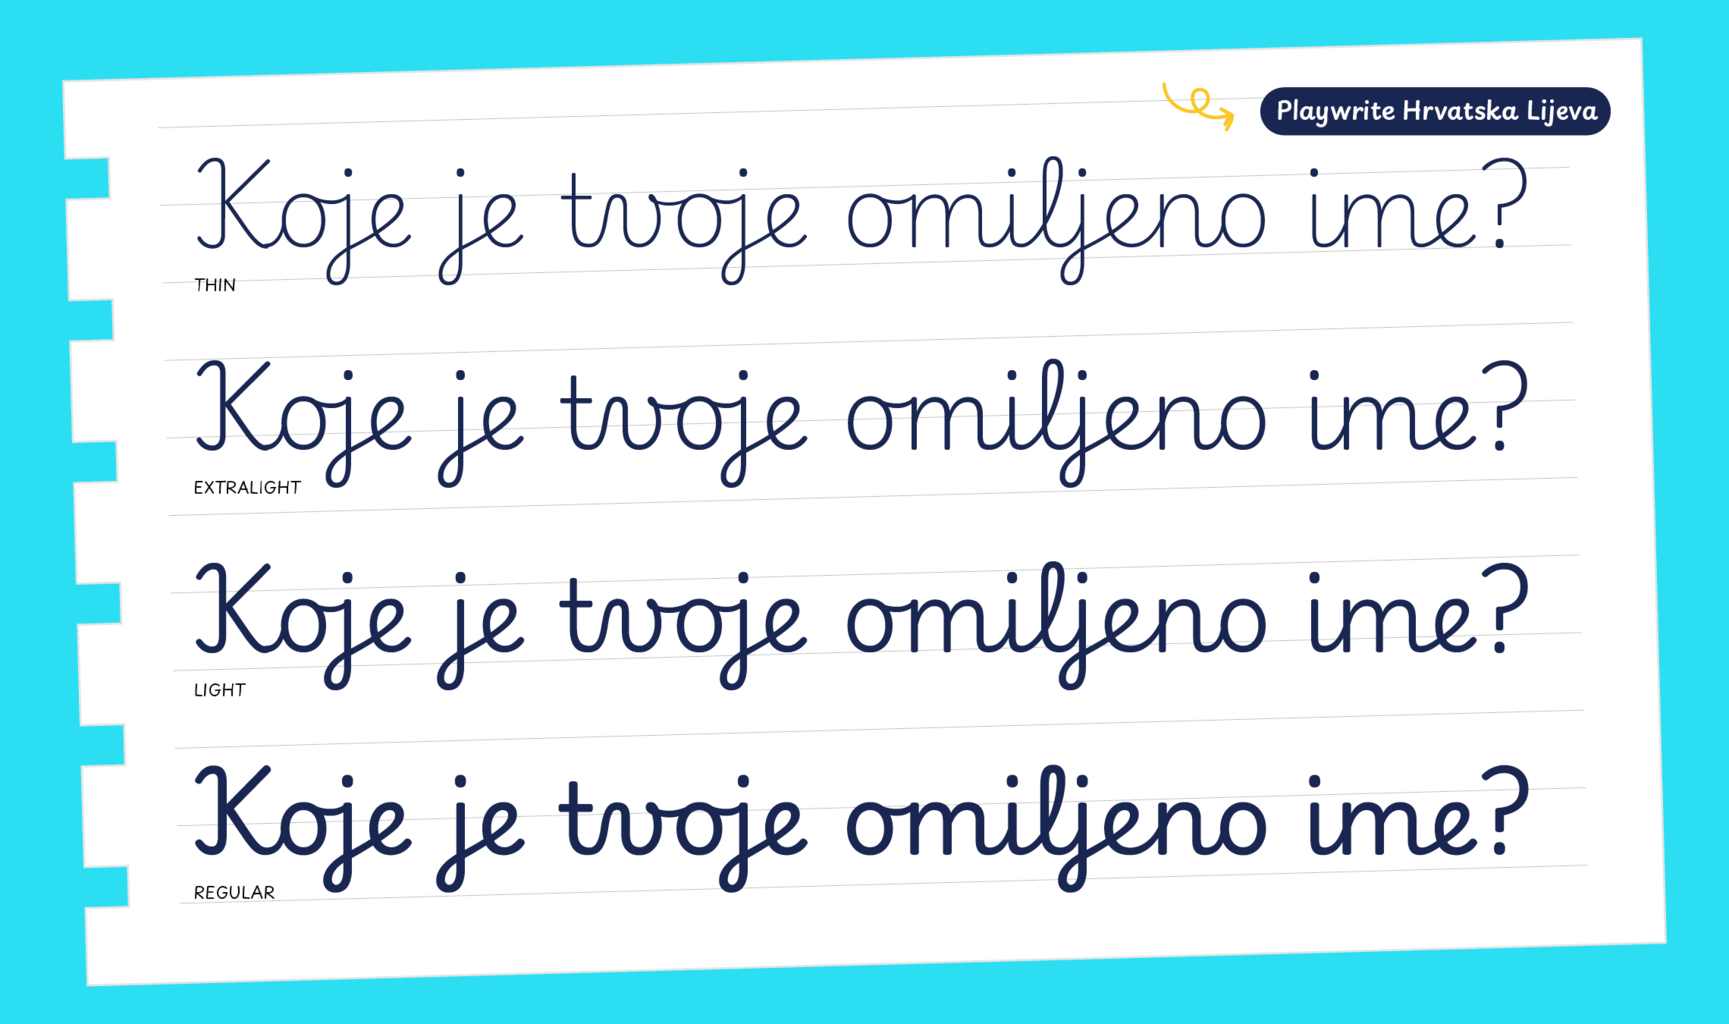 Playwrite Hrvatska Lijeva
Koje je tvoje omiljeno ime?
THIN
Koje je tvoje omiljeno ime?
EXTRALIGHT
Koje je tvoje omiljeno ime?
LIGHT
Koje je tvoje omiljeno ime?
REGULAR